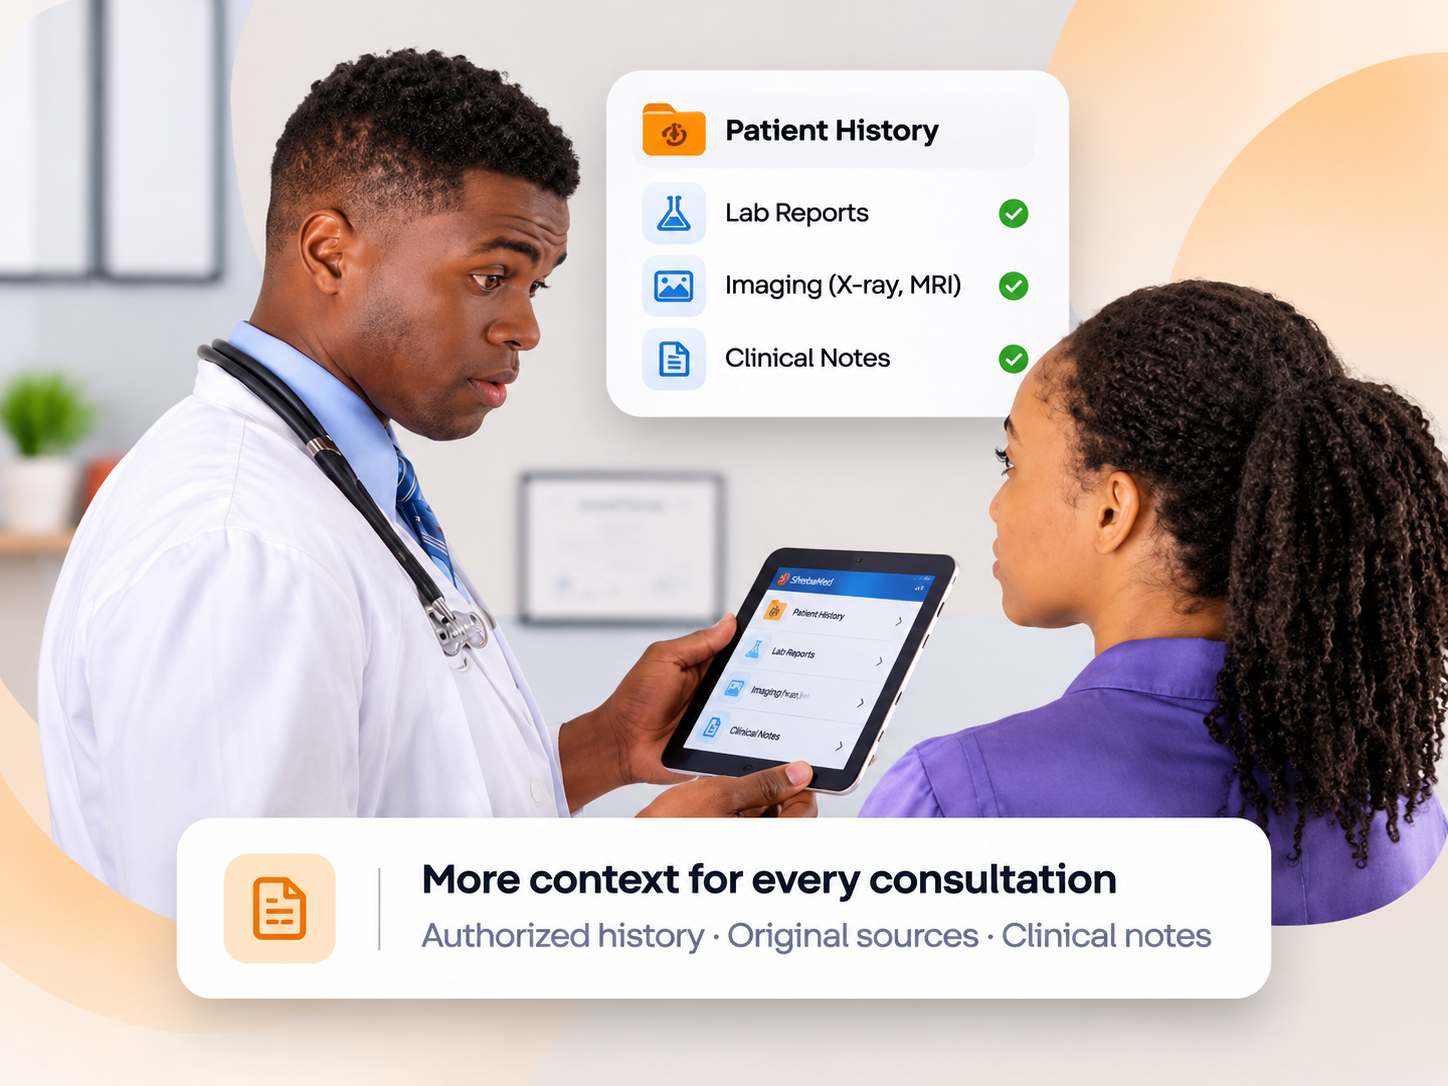 Patient History
Lab Reports
Imaging (X-ray, MRI)
Clinical Notes
Patient History
Lab Reports
Imaging
Clinical Notes
More context for every consultation
Authorized history · Original sources · Clinical notes